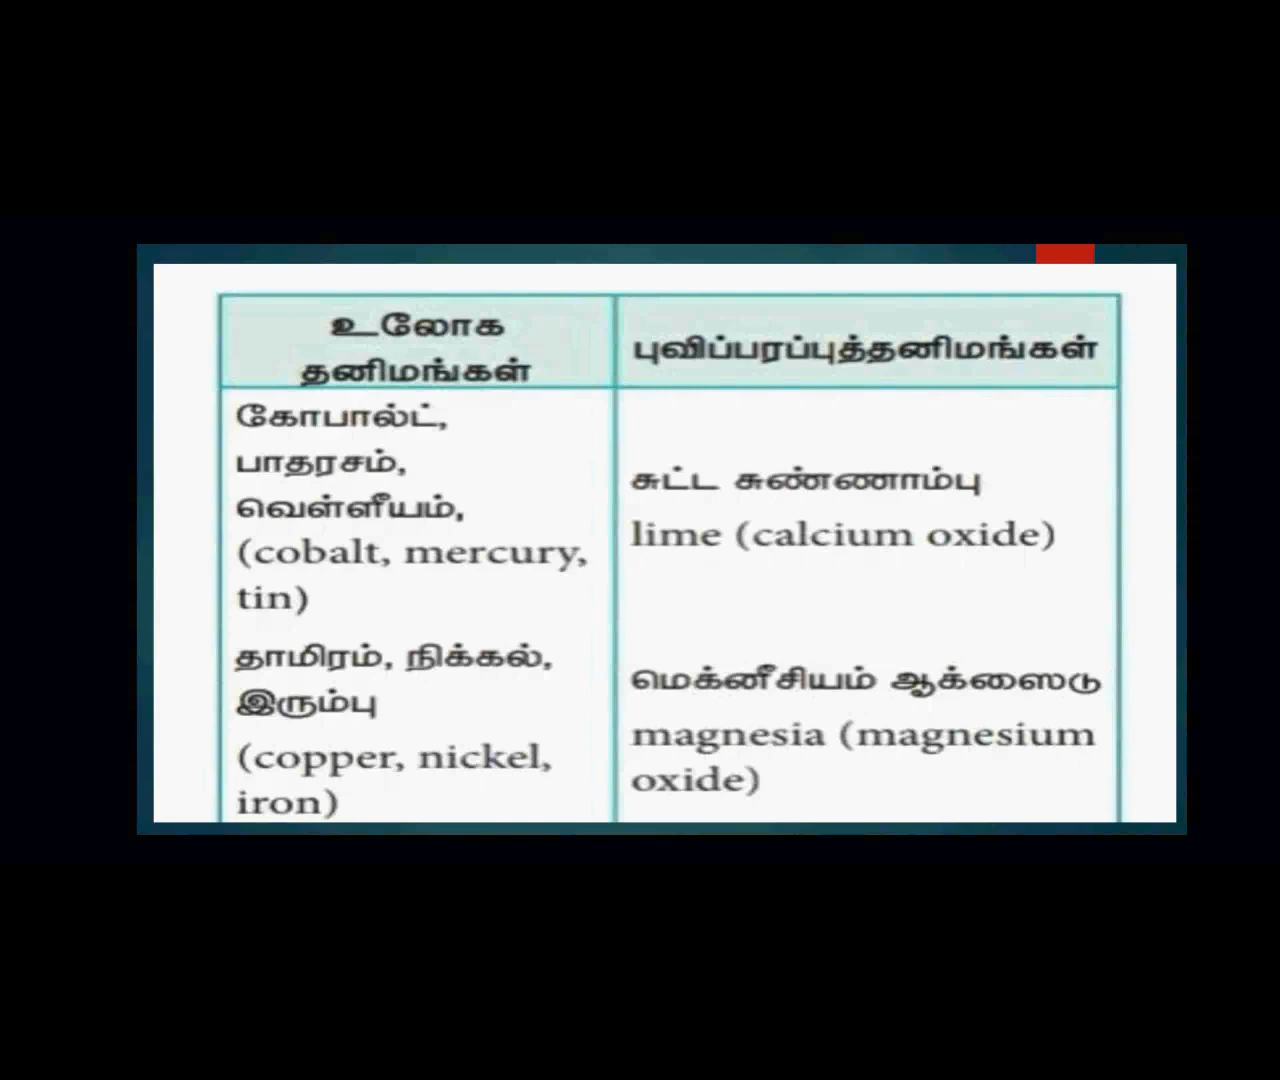 உலோக
தனிமங்கள்
புவிப்பரப்புத்தனிமங்கள்
கோபால்ட்,
பாதரசம்,
வெள்ளீயம்,
(cobalt, mercury,
tin)
தாமிரம், நிக்கல்,
இரும்பு
(copper, nickel,
iron)
சுட்ட சுண்ணாம்பு
lime (calcium oxide)
மெக்னீசியம் ஆக்ஸைடு
magnesia (magnesium
oxide)